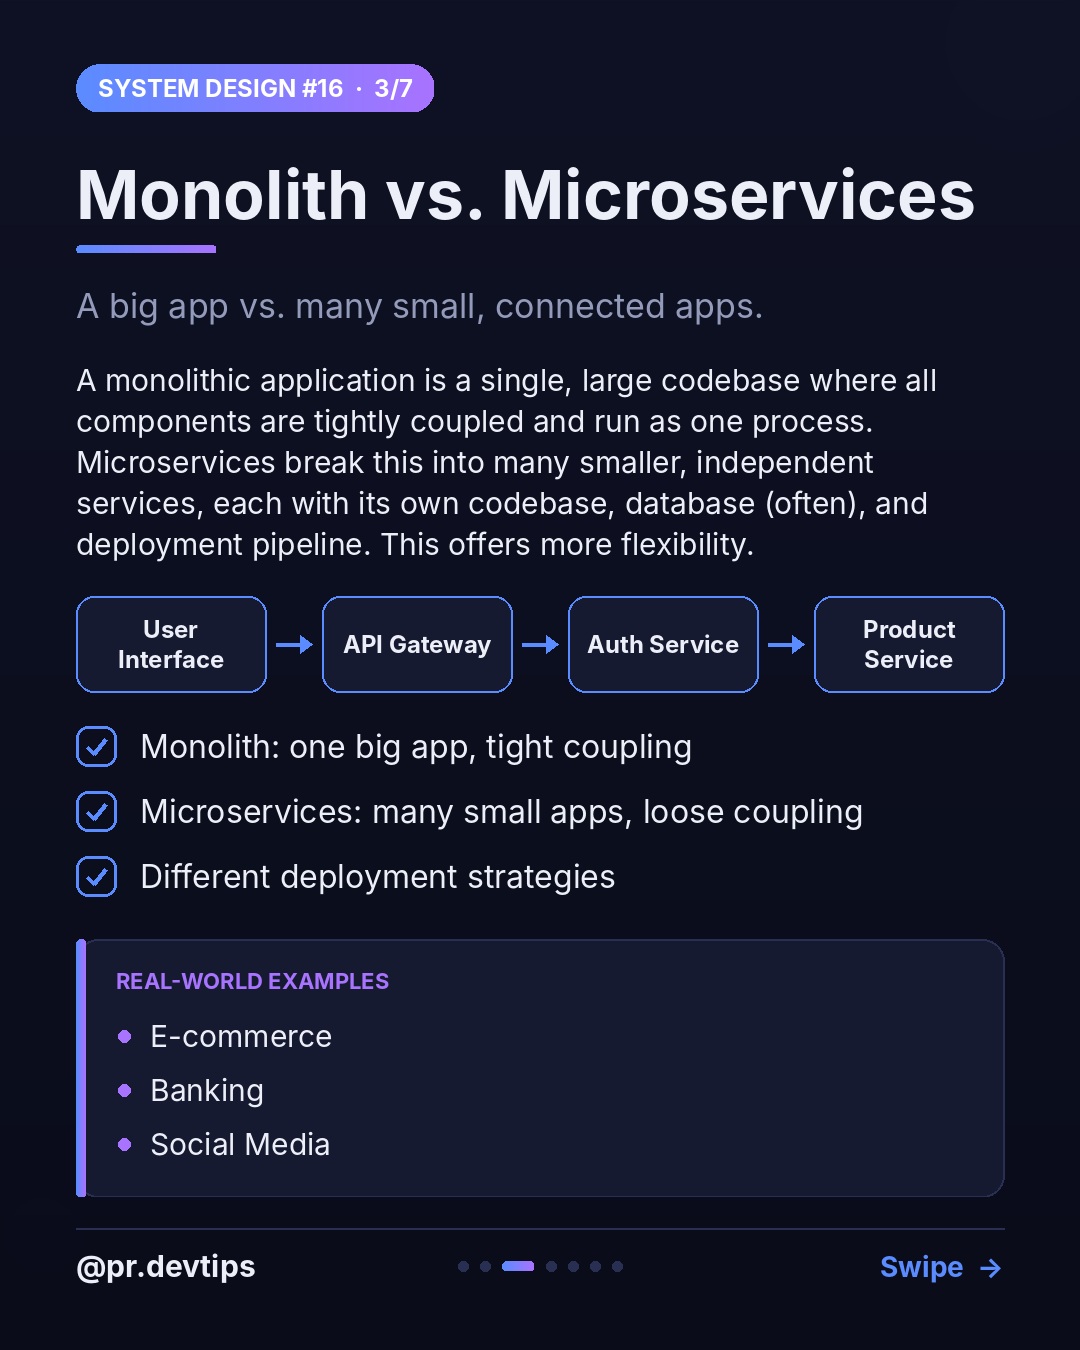 SYSTEM DESIGN #16 · 3/7
Monolith vs. Microservices
A big app vs. many small, connected apps.
A monolithic application is a single, large codebase where all
components are tightly coupled and run as one process.
Microservices break this into many smaller, independent
services, each with its own codebase, database (often), and
deployment pipeline. This offers more flexibility.
User
Interface
API Gateway
Auth Service
Product
Service
Monolith: one big app, tight coupling
Microservices: many small apps, loose coupling
Different deployment strategies
REAL-WORLD EXAMPLES
E-commerce
Banking
Social Media
@pr.devtips
Swipe →